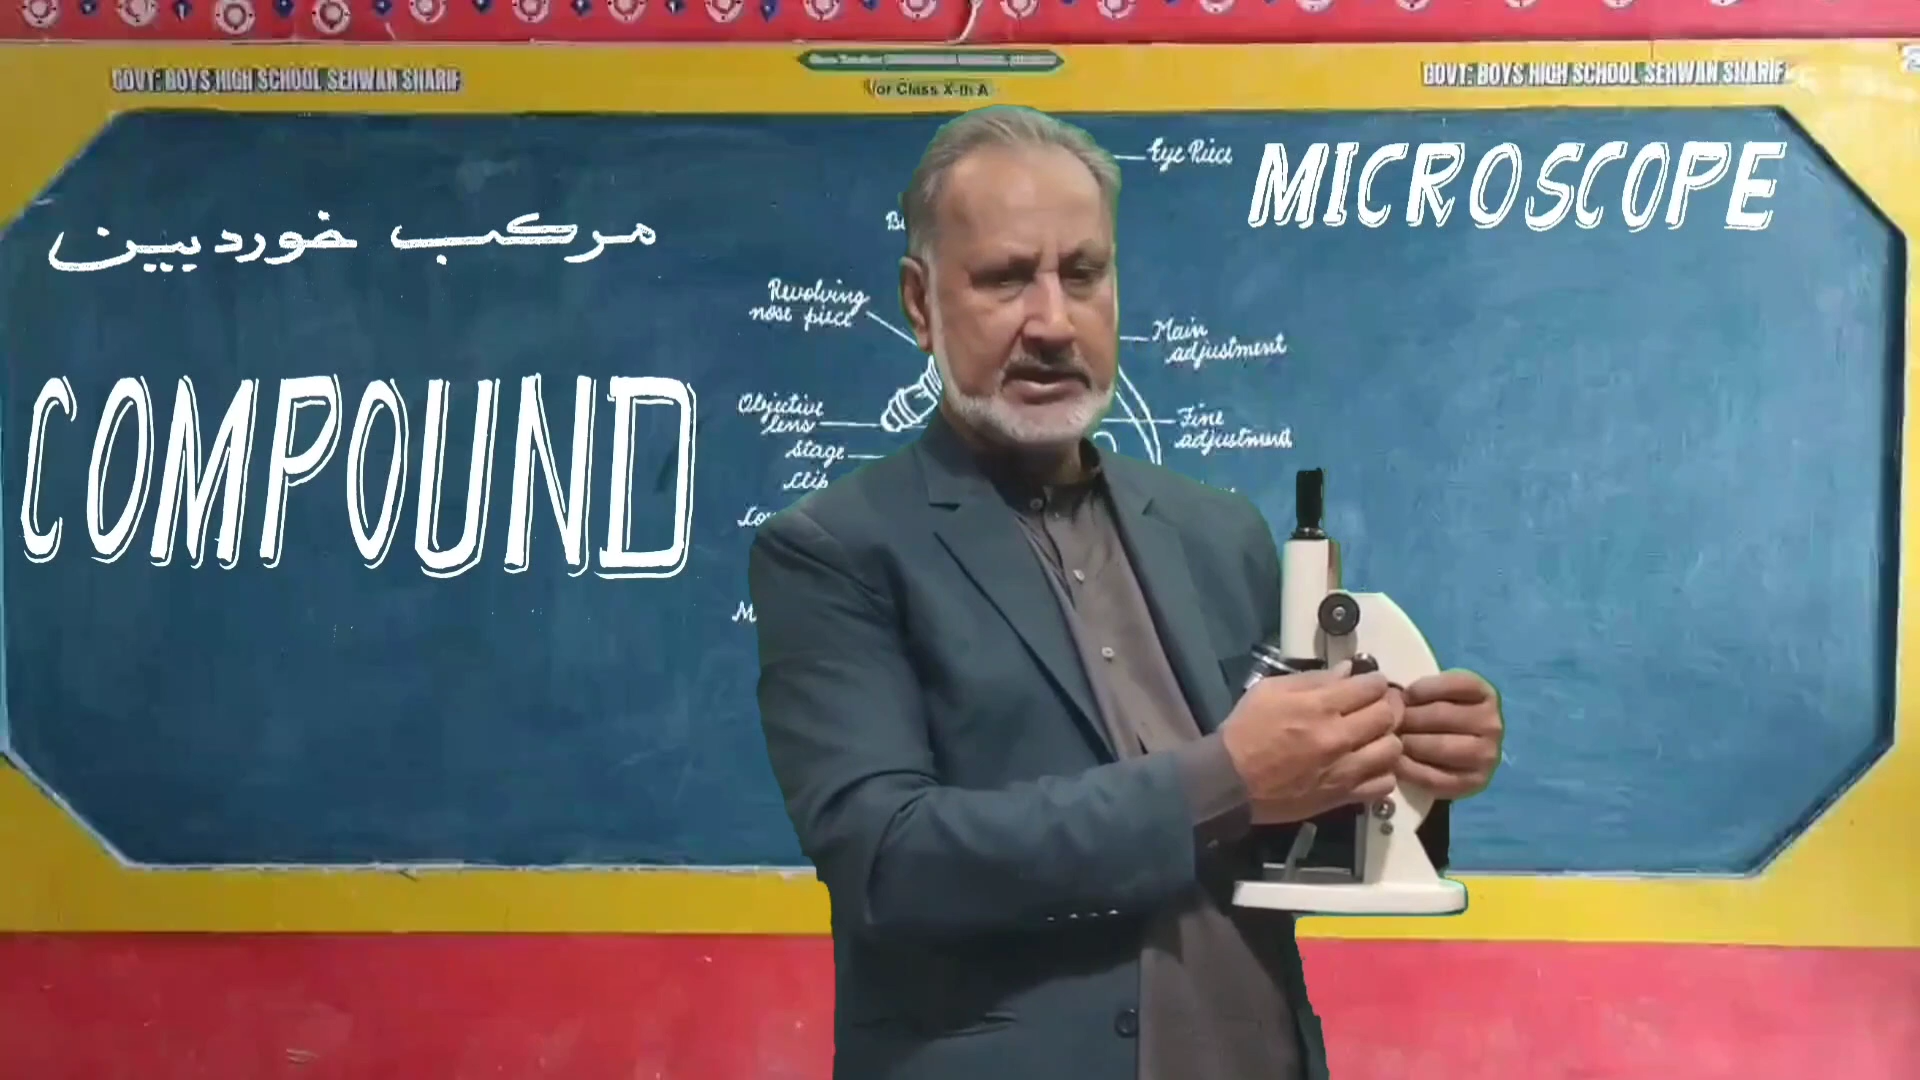 GOVT: BOYS HIGH SCHOOL SEHWAN SHARIF
GOVT: BOYS HIGH SCHOOL SEHWAN SHARIF
for Class X-th A
Eye Piece
MICROSCOPE
مرکب خوردبین
Revolving
nose piece
Main
adjustment
COMPOUND
Objective
lens
Fine
adjustment
Stage
Clip